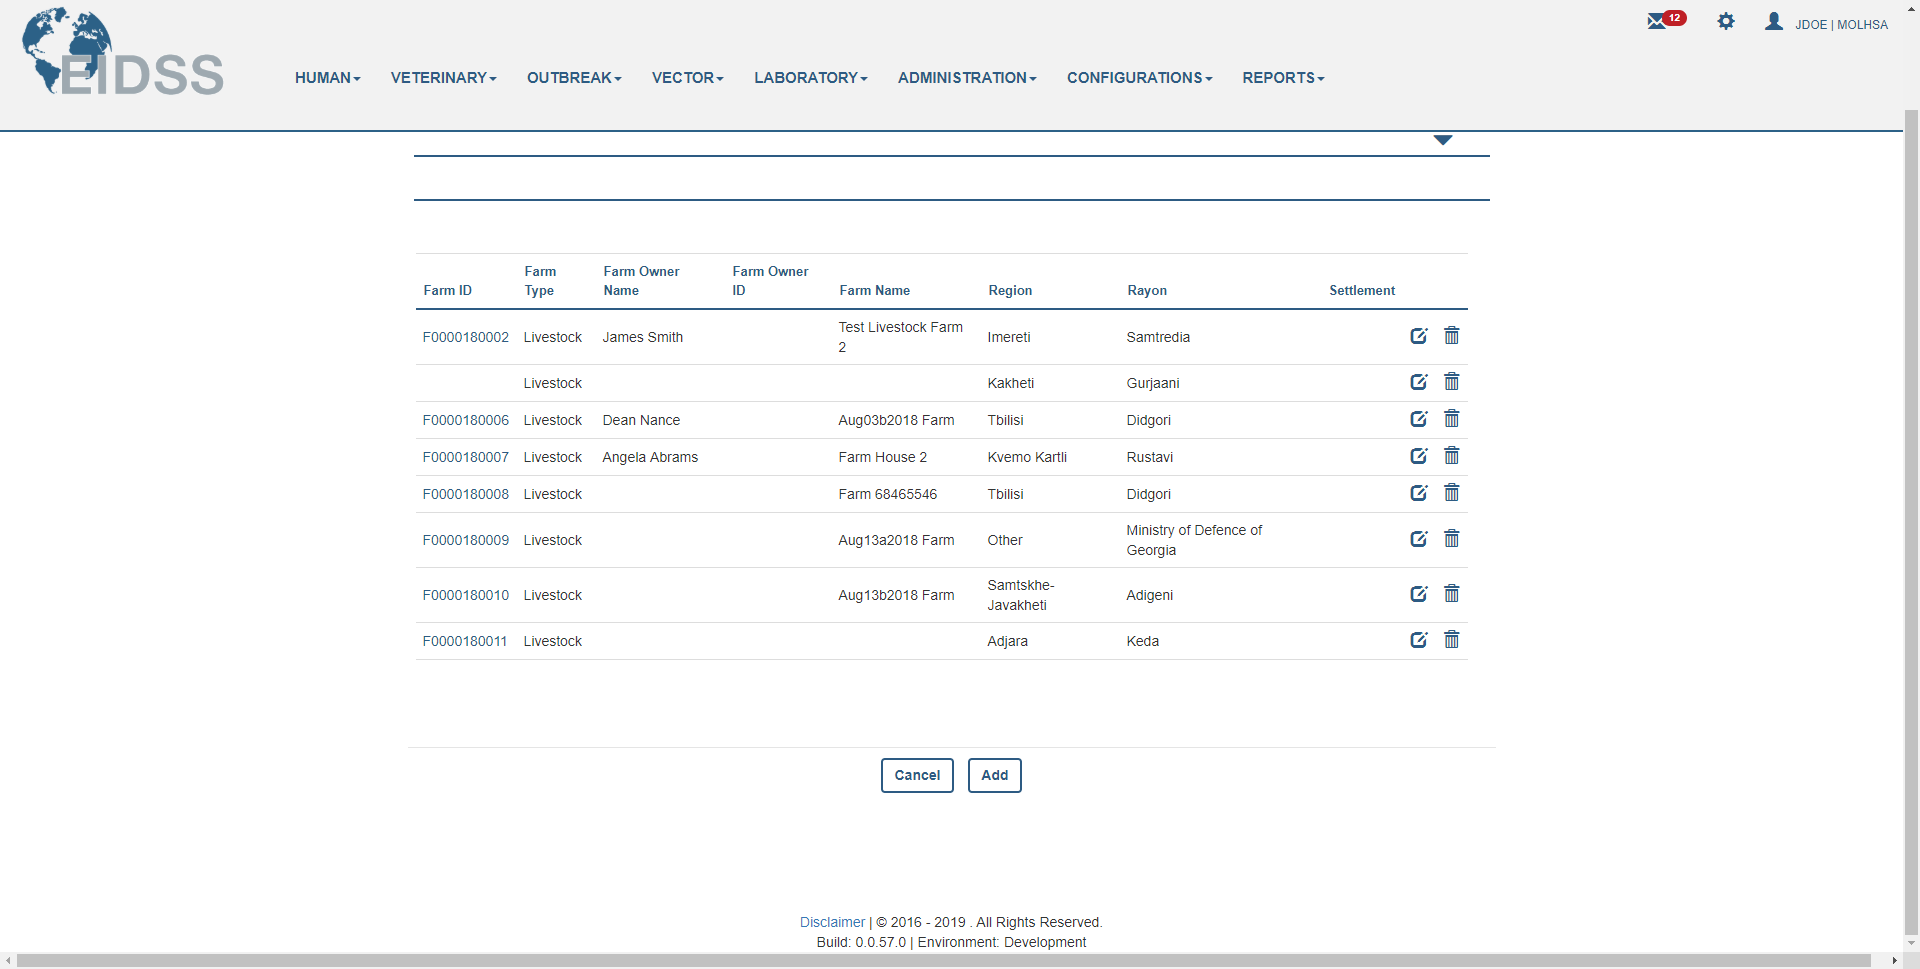 12
JDOE | MOLHSA
EIDSS
HUMAN VETERINARY OUTBREAK VECTOR LABORATORY ADMINISTRATION CONFIGURATIONS REPORTS
Farm ID Farm Type Farm Owner Name Farm Owner ID Farm Name Region Rayon Settlement
F0000180002 Livestock James Smith Test Livestock Farm 2 Imereti Samtredia
Livestock Kakheti Gurjaani
F0000180006 Livestock Dean Nance Aug03b2018 Farm Tbilisi Didgori
F0000180007 Livestock Angela Abrams Farm House 2 Kvemo Kartli Rustavi
F0000180008 Livestock Farm 68465546 Tbilisi Didgori
F0000180009 Livestock Aug13a2018 Farm Other Ministry of Defence of Georgia
F0000180010 Livestock Aug13b2018 Farm Samtskhe-Javakheti Adigeni
F0000180011 Livestock Adjara Keda
Cancel Add
Disclaimer | © 2016 - 2019 . All Rights Reserved.
Build: 0.0.57.0 | Environment: Development